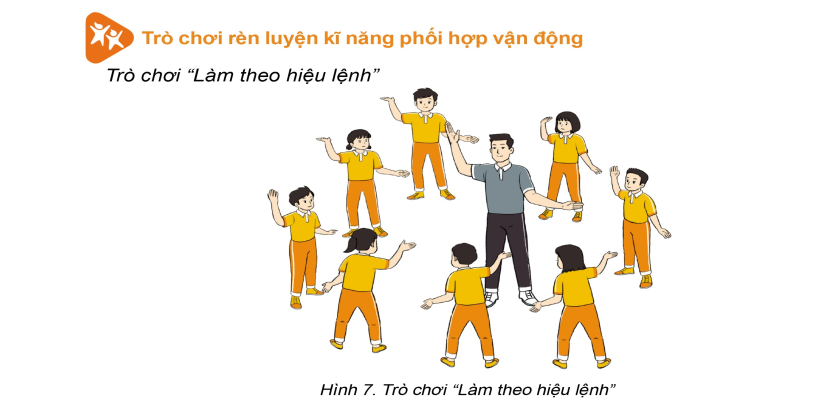 Trò chơi rèn luyện kĩ năng phối hợp vận động
Trò chơi “Làm theo hiệu lệnh”
Hình 7. Trò chơi “Làm theo hiệu lệnh”